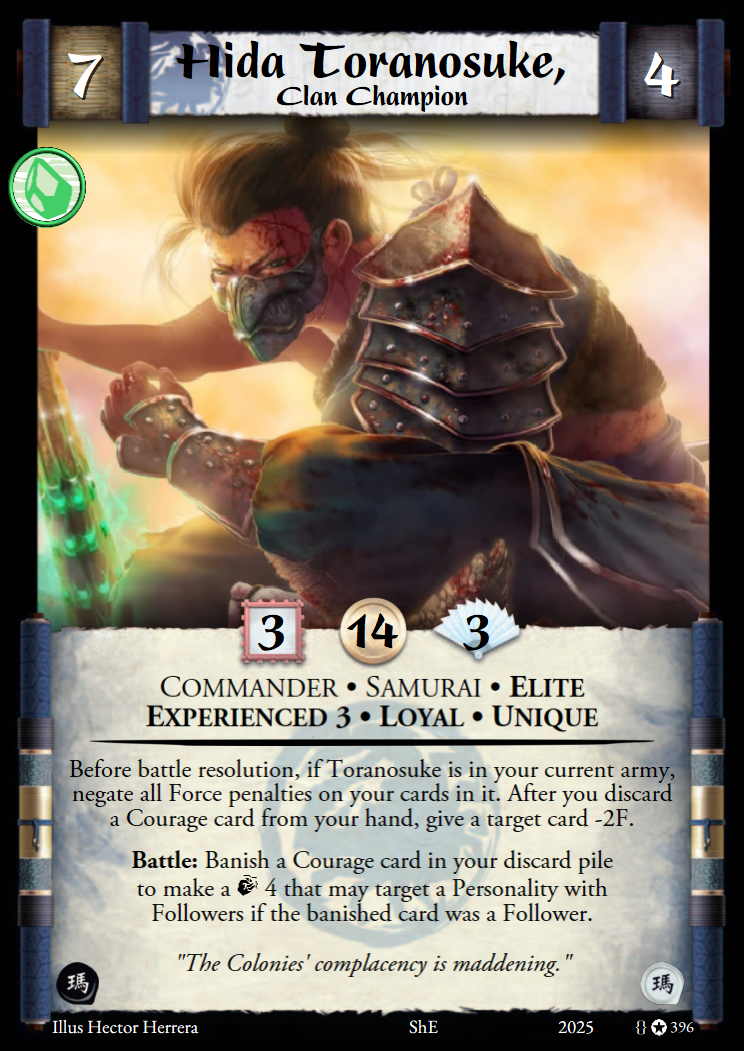 7
Hida Toranosuke,
4
Clan Champion
3
14
3
COMMANDER • SAMURAI • ELITE
EXPERIENCED 3 • LOYAL • UNIQUE
Before battle resolution, if Toranosuke is in your current army,
negate all Force penalties on your cards in it. After you discard
a Courage card from your hand, give a target card -2F.
Battle: Banish a Courage card in your discard pile
to make a 4 that may target a Personality with
Followers if the banished card was a Follower.
"The Colonies' complacency is maddening."
瑪
瑪
Illus Hector Herrera ShE 2025 {} ✪ 396